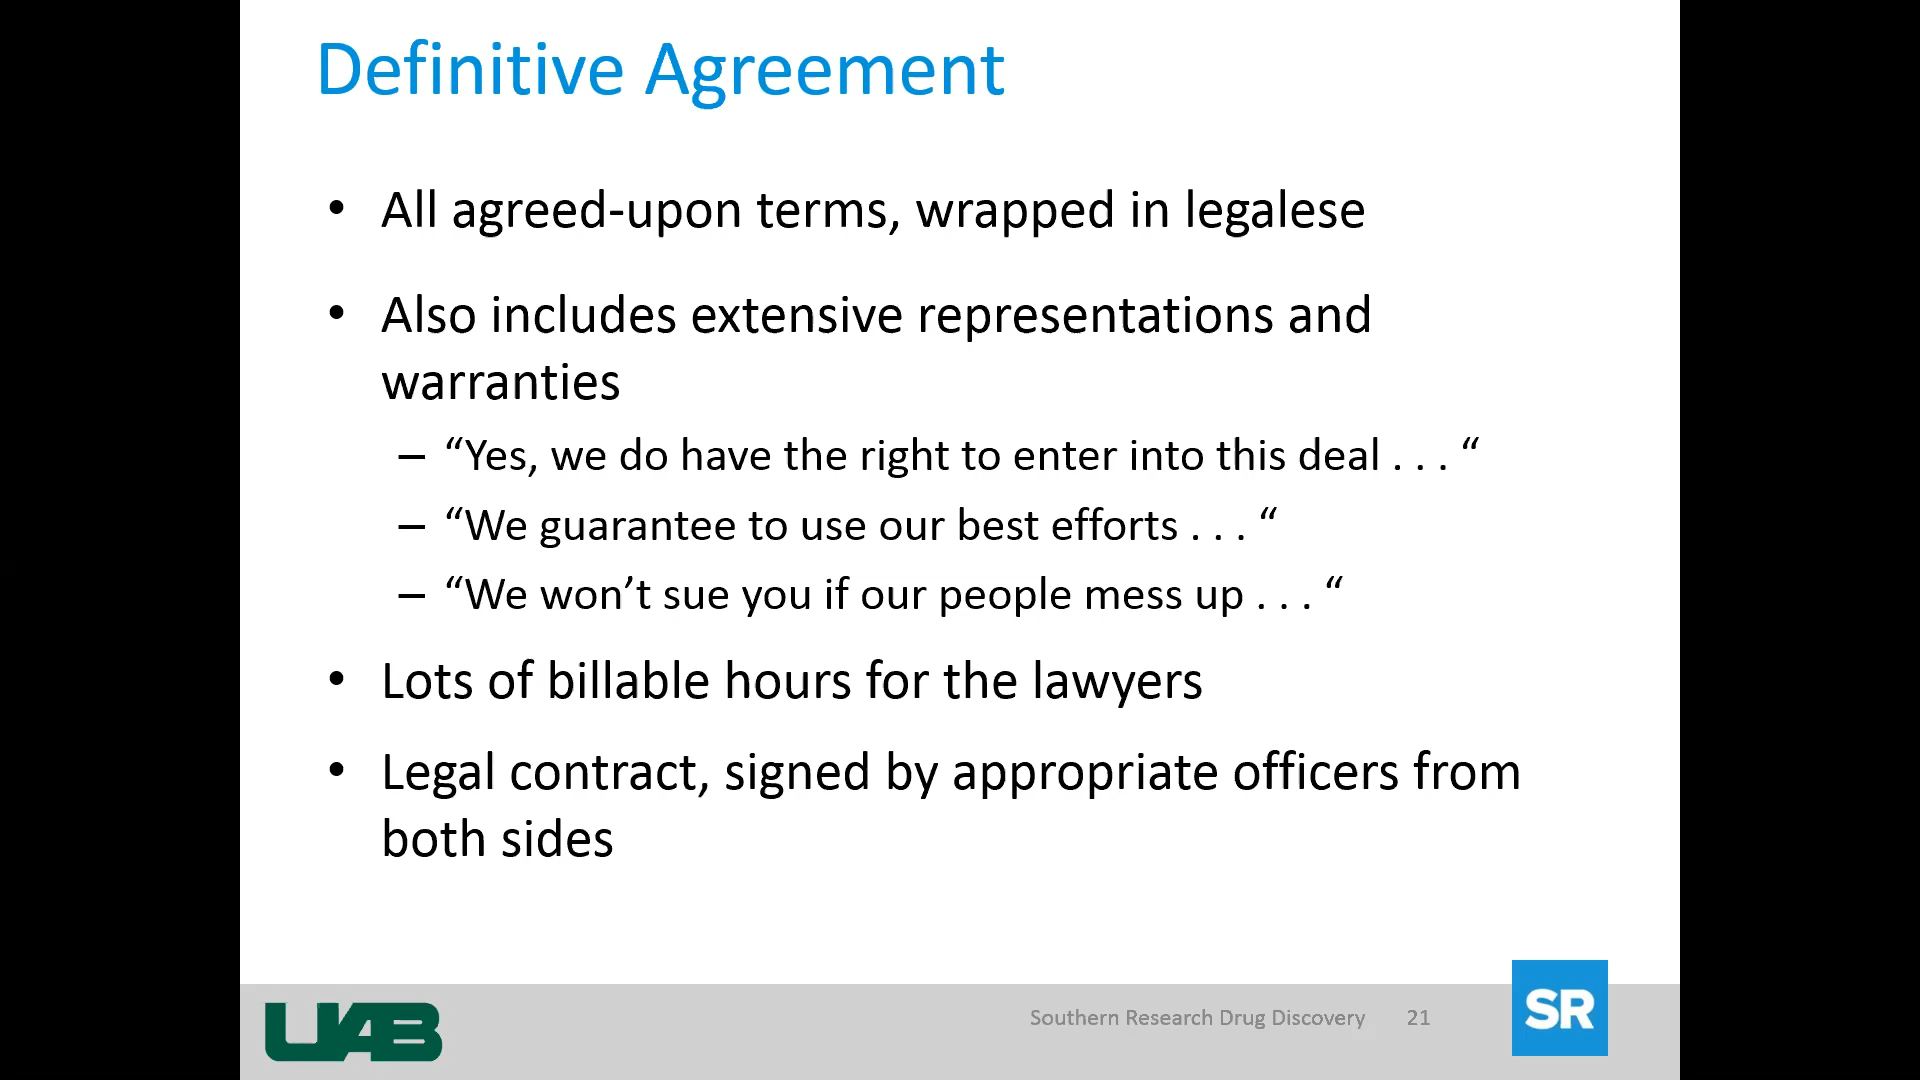 Definitive Agreement
• All agreed-upon terms, wrapped in legalese
• Also includes extensive representations and
warranties
– “Yes, we do have the right to enter into this deal . . . “
– “We guarantee to use our best efforts . . . “
– “We won’t sue you if our people mess up . . . “
• Lots of billable hours for the lawyers
• Legal contract, signed by appropriate officers from
both sides
UAB
Southern Research Drug Discovery 21
SR